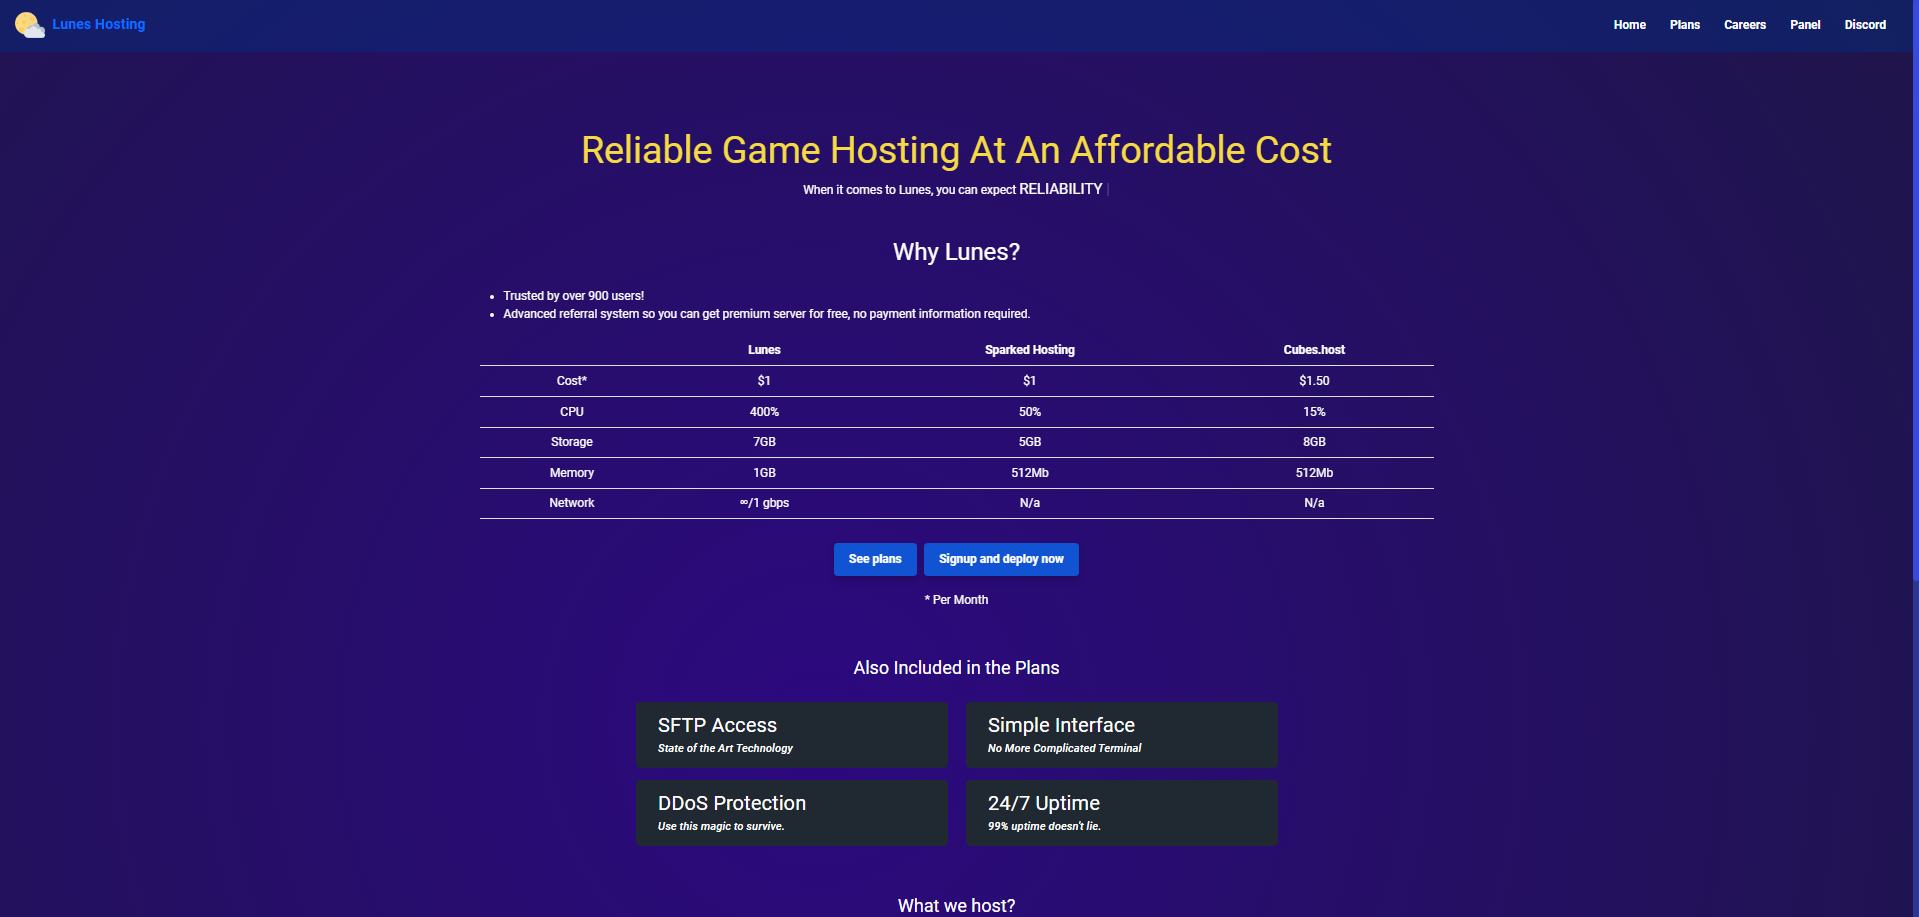 Lunes Hosting
Home Plans Careers Panel Discord
Reliable Game Hosting At An Affordable Cost
When it comes to Lunes, you can expect RELIABILITY |
Why Lunes?
• Trusted by over 900 users!
• Advanced referral system so you can get premium server for free, no payment information required.
Lunes Sparked Hosting Cubes.host
Cost* $1 $1 $1.50
CPU 400% 50% 15%
Storage 7GB 5GB 8GB
Memory 1GB 512Mb 512Mb
Network ∞/1 gbps N/a N/a
See plans Signup and deploy now
* Per Month
Also Included in the Plans
SFTP Access
State of the Art Technology
Simple Interface
No More Complicated Terminal
DDoS Protection
Use this magic to survive.
24/7 Uptime
99% uptime doesn't lie.
What we host?